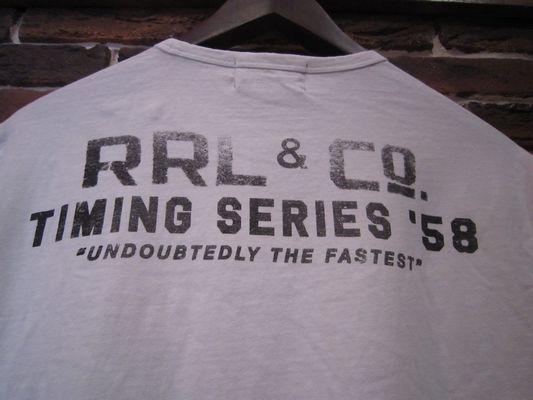 RRL & Co.
TIMING SERIES '58
"UNDOUBTEDLY THE FASTEST"